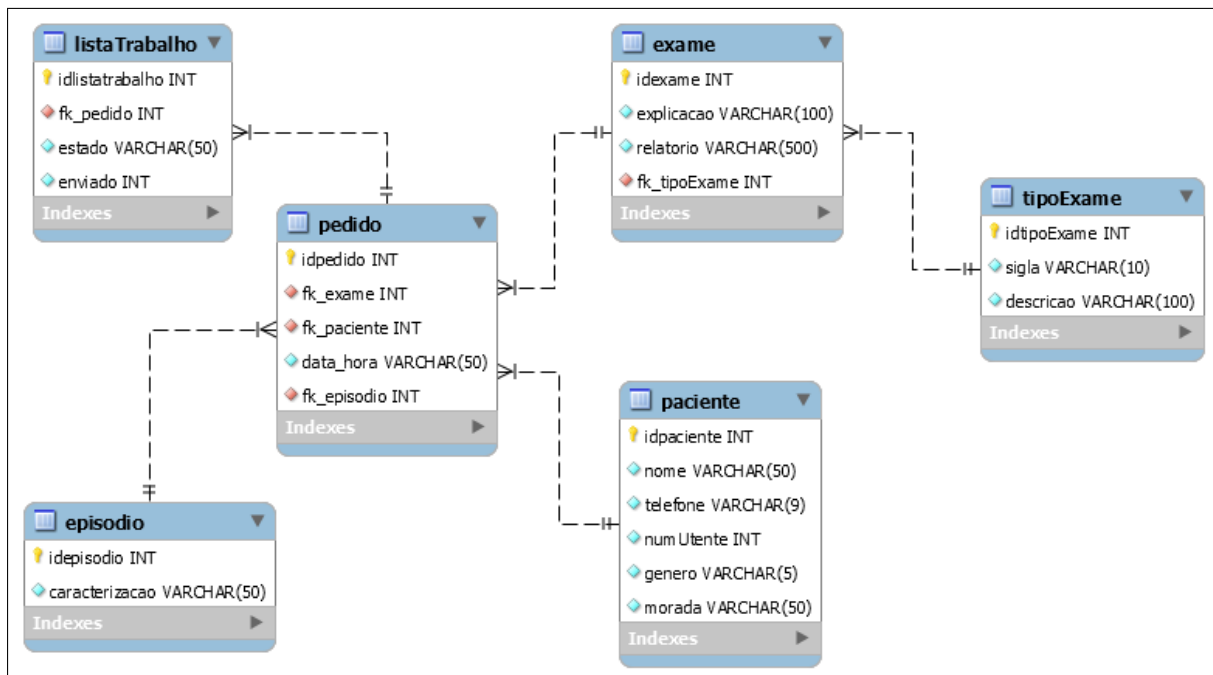 listaTrabalho
idlistatrabalho INT
fk_pedido INT
estado VARCHAR(50)
enviado INT
Indexes
exame
idexame INT
explicacao VARCHAR(100)
relatorio VARCHAR(500)
fk_tipoExame INT
Indexes
tipoExame
idtipoExame INT
sigla VARCHAR(10)
descricao VARCHAR(100)
Indexes
pedido
idpedido INT
fk_exame INT
fk_paciente INT
data_hora VARCHAR(50)
fk_episodio INT
Indexes
paciente
idpaciente INT
nome VARCHAR(50)
telefone VARCHAR(9)
numUtente INT
genero VARCHAR(5)
morada VARCHAR(50)
Indexes
episodio
idepisodio INT
caracterizacao VARCHAR(50)
Indexes